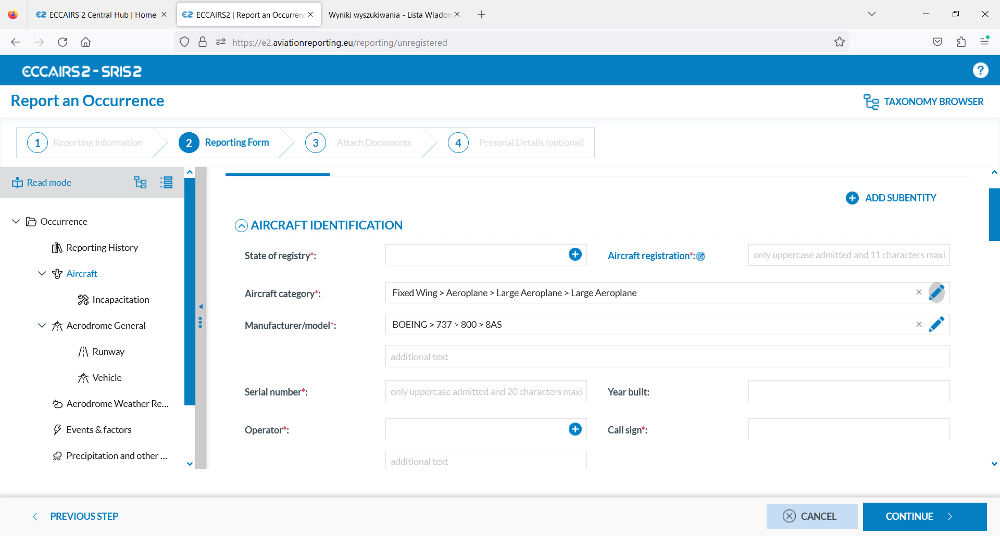 ECCAIRS 2 Central Hub | Home
ECCAIRS2 | Report an Occurrenc
Wyniki wyszukiwania - Lista Wiadom
https://e2.aviationreporting.eu/reporting/unregistered
ECCAIRS 2 - SRIS 2
?
Report an Occurrence
TAXONOMY BROWSER
1 Reporting Information
2 Reporting Form
3 Attach Documents
4 Personal Details (optional)
Read mode
Occurrence
Reporting History
Aircraft
Incapacitation
Aerodrome General
Runway
Vehicle
Aerodrome Weather Re...
Events & factors
Precipitation and other ...
ADD SUBENTITY
AIRCRAFT IDENTIFICATION
State of registry*:
Aircraft registration*: only uppercase admitted and 11 characters maxi
Aircraft category*: Fixed Wing > Aeroplane > Large Aeroplane > Large Aeroplane
Manufacturer/model*: BOEING > 737 > 800 > 8AS
additional text
Serial number*: only uppercase admitted and 20 characters maxi
Year built:
Operator*:
Call sign*:
additional text
PREVIOUS STEP
CANCEL
CONTINUE